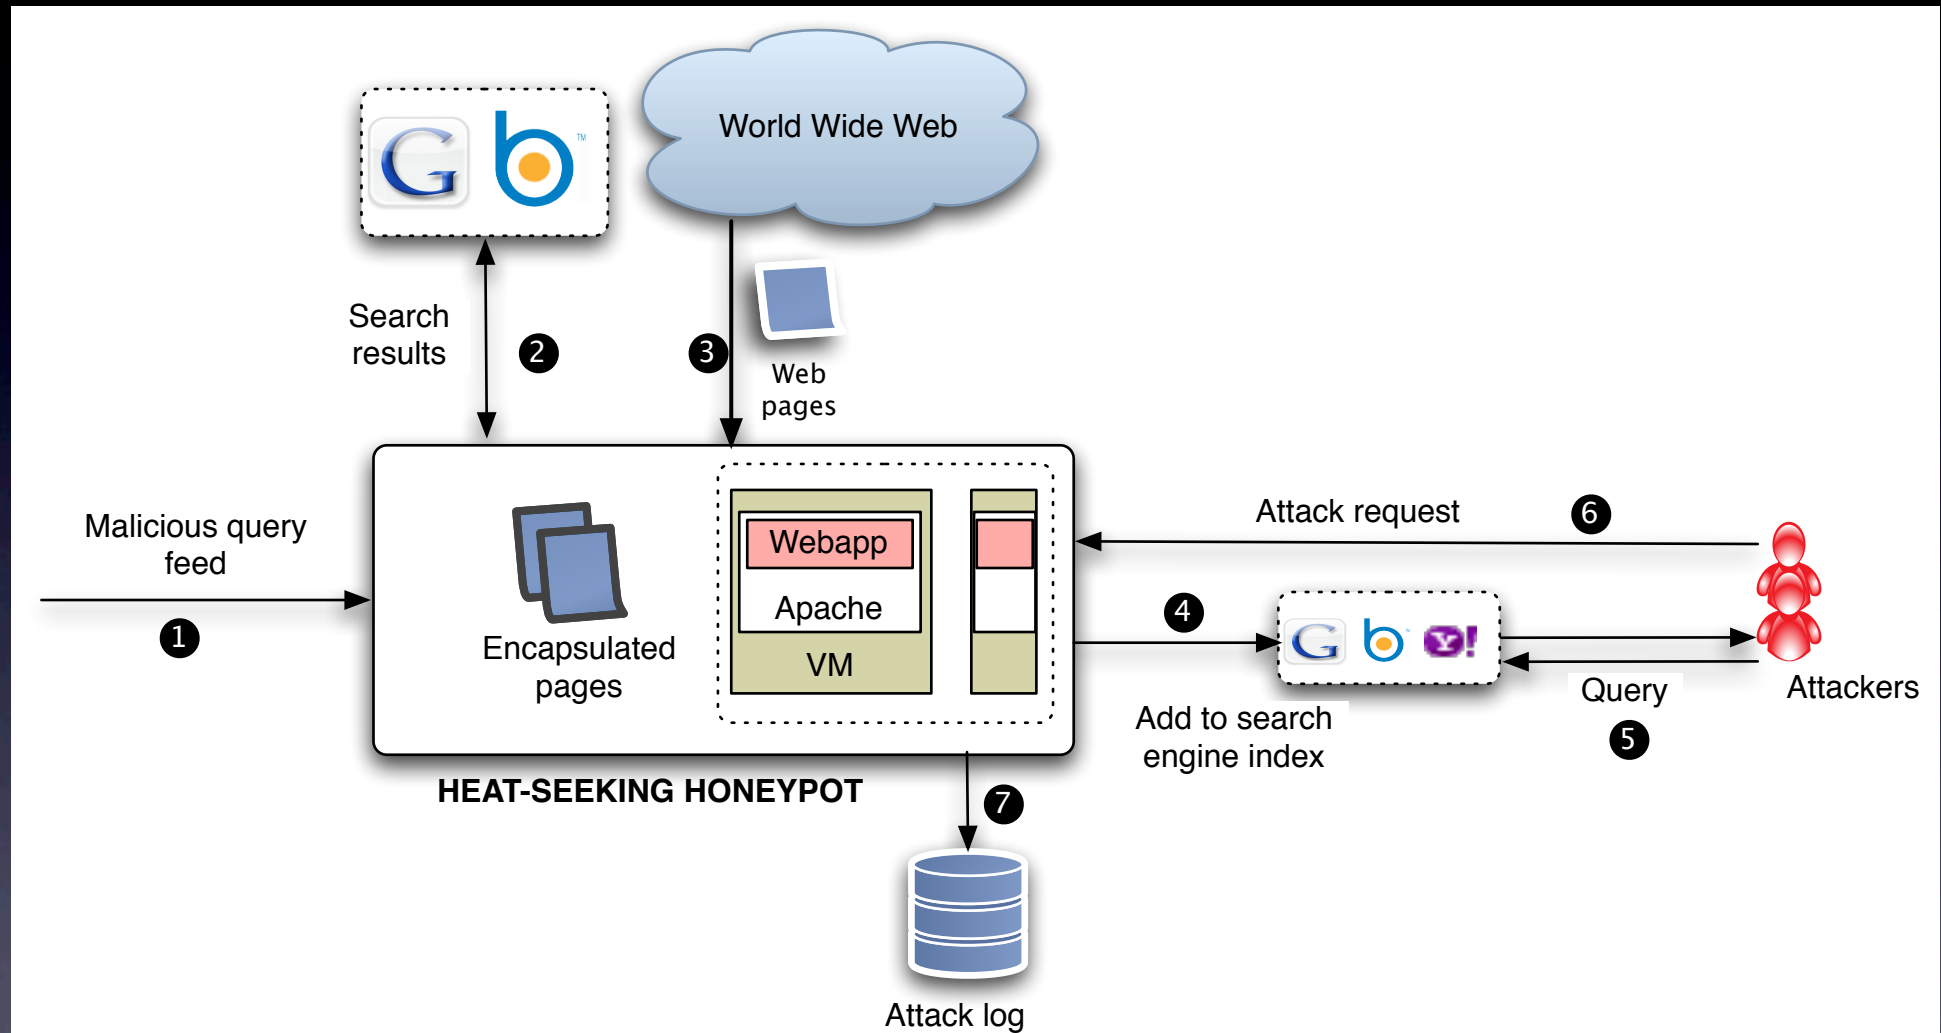 World Wide Web
G
b
TM
Search
results
2
3
Web
pages
Malicious query
feed
1
Encapsulated
pages
Webapp
Apache
VM
Attack request
6
4
G
b
Y!
Add to search
engine index
Query
5
Attackers
HEAT-SEEKING HONEYPOT
7
Attack log